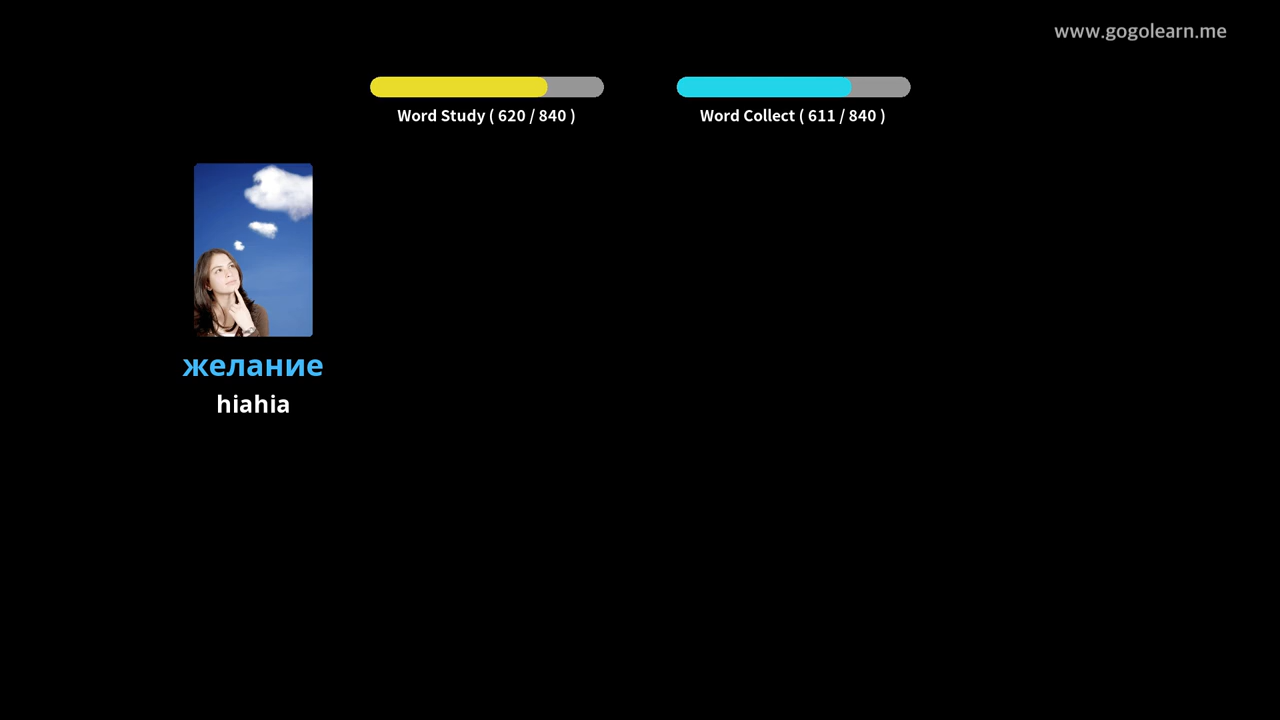 www.gogolearn.me
Word Study ( 620 / 840 )
Word Collect ( 611 / 840 )
желание
hiahia